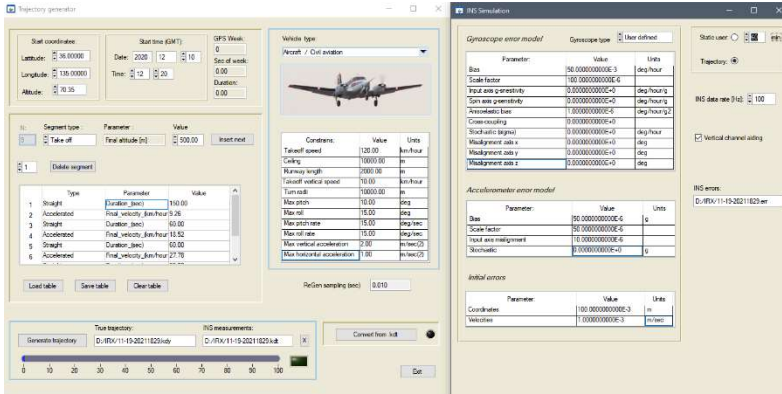 Trajectory generator
Start coordinates:
Latitude: 36.00000
Longitude: 138.00000
Altitude: 70.35
Start time (GMT):
Date: 2020 12 10
Time: 12 20
GPS Week:
0
Sec of week:
0.00
Duration:
0.00
N: Segment type: Parameter: Value
Take off Final altitude [m] 500.00 Insert next
1 Delete segment
Type Parameter Value
1 Straight Duration_(sec) 150.00
2 Accelerated Final_velocity_(km/hour 9.26
3 Straight Duration_(sec) 60.00
4 Accelerated Final_velocity_(km/hour 18.52
5 Straight Duration_(sec) 60.00
6 Accelerated Final_velocity_(km/hour 27.78
Load table Save table Clear table
Vehicle type:
Aircraft / Civil aviation
Constrains: Value Units
Takeoff speed 120.00 km/hour
Ceiling 10000.00 m
Runway length 2000.00 m
Takeoff vertical speed 10.00 km/hour
Turn radii 10000.00 m
Max pitch 10.00 deg
Max roll 15.00 deg
Max pitch rate 15.00 deg/sec
Max roll rate 15.00 deg/sec
Max vertical acceleration 2.00 m/sec(2)
Max horizontal acceleration 1.00 m/sec(2)
ReGen sampling (sec) 0.010
True trajectory: INS measurements:
Generate trajectory D:/IRX/11-19-20211829.kdy D:/IRX/11-19-20211829.kdt X
0 10 20 30 40 50 60 70 80 90 100
Convert from .kdt
Exit
INS Simulation
Gyroscope error model Gyroscope type User defined
Parameter: Value Units
Bias 50.0000000000E-3 deg/hour
Scale factor 100.000000000E-6
Input axis g-sensitivity 0.0000000000E+0 deg/hour/g
Spin axis g-sensitivity 0.0000000000E+0 deg/hour/g
Anisoelastic bias 1.0000000000E-6 deg/hour/g2
Cross-coupling 0.0000000000E+0
Stochastic (sigma) 0.0000000000E+0 deg/hour
Misalignment axis x 0.0000000000E+0
Misalignment axis y 0.0000000000E+0
Misalignment axis z 0.0000000000E+0
Accelerometer error model
Parameter: Value Units
Bias 50.0000000000E-6 g
Scale factor 50.0000000000E-6
Input axis misalignment 10.0000000000E-6
Stochastic 0.0000000000E+0 g
Initial errors
Parameter: Value Units
Coordinates 100.000000000E-3 m
Velocities 1.0000000000E-3 m/sec
Static user min.
Trajectory:
INS data rate [Hz]: 100
Vertical channel aiding
INS errors:
D:/IRX/11-19-20211829.err